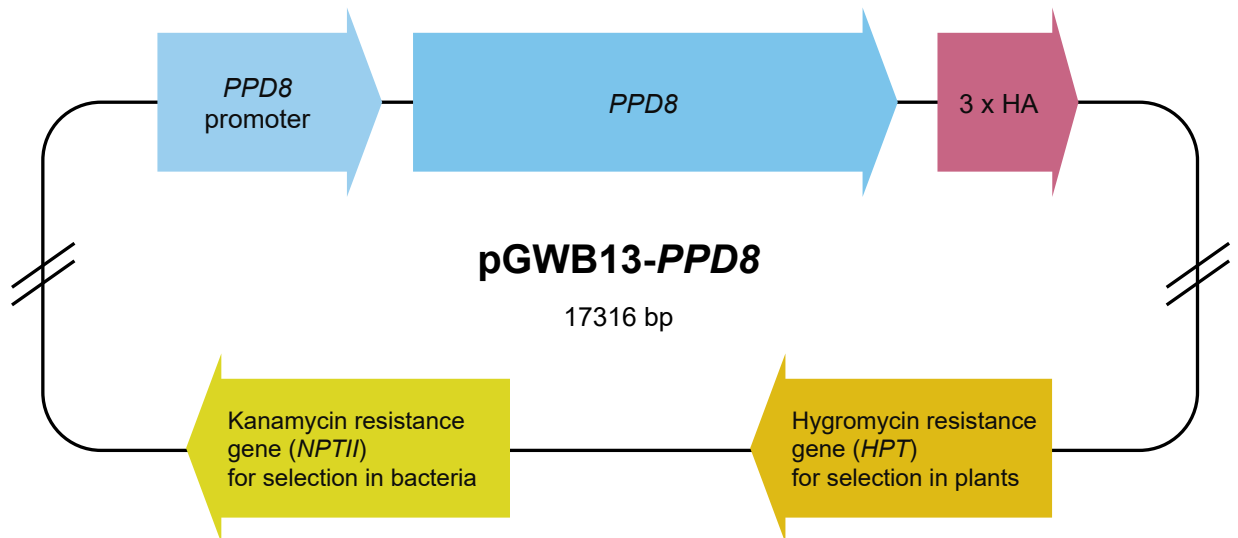 PPD8
promoter
PPD8
3 x HA
pGWB13-PPD8
17316 bp
Kanamycin resistance
gene (NPTII)
for selection in bacteria
Hygromycin resistance
gene (HPT)
for selection in plants